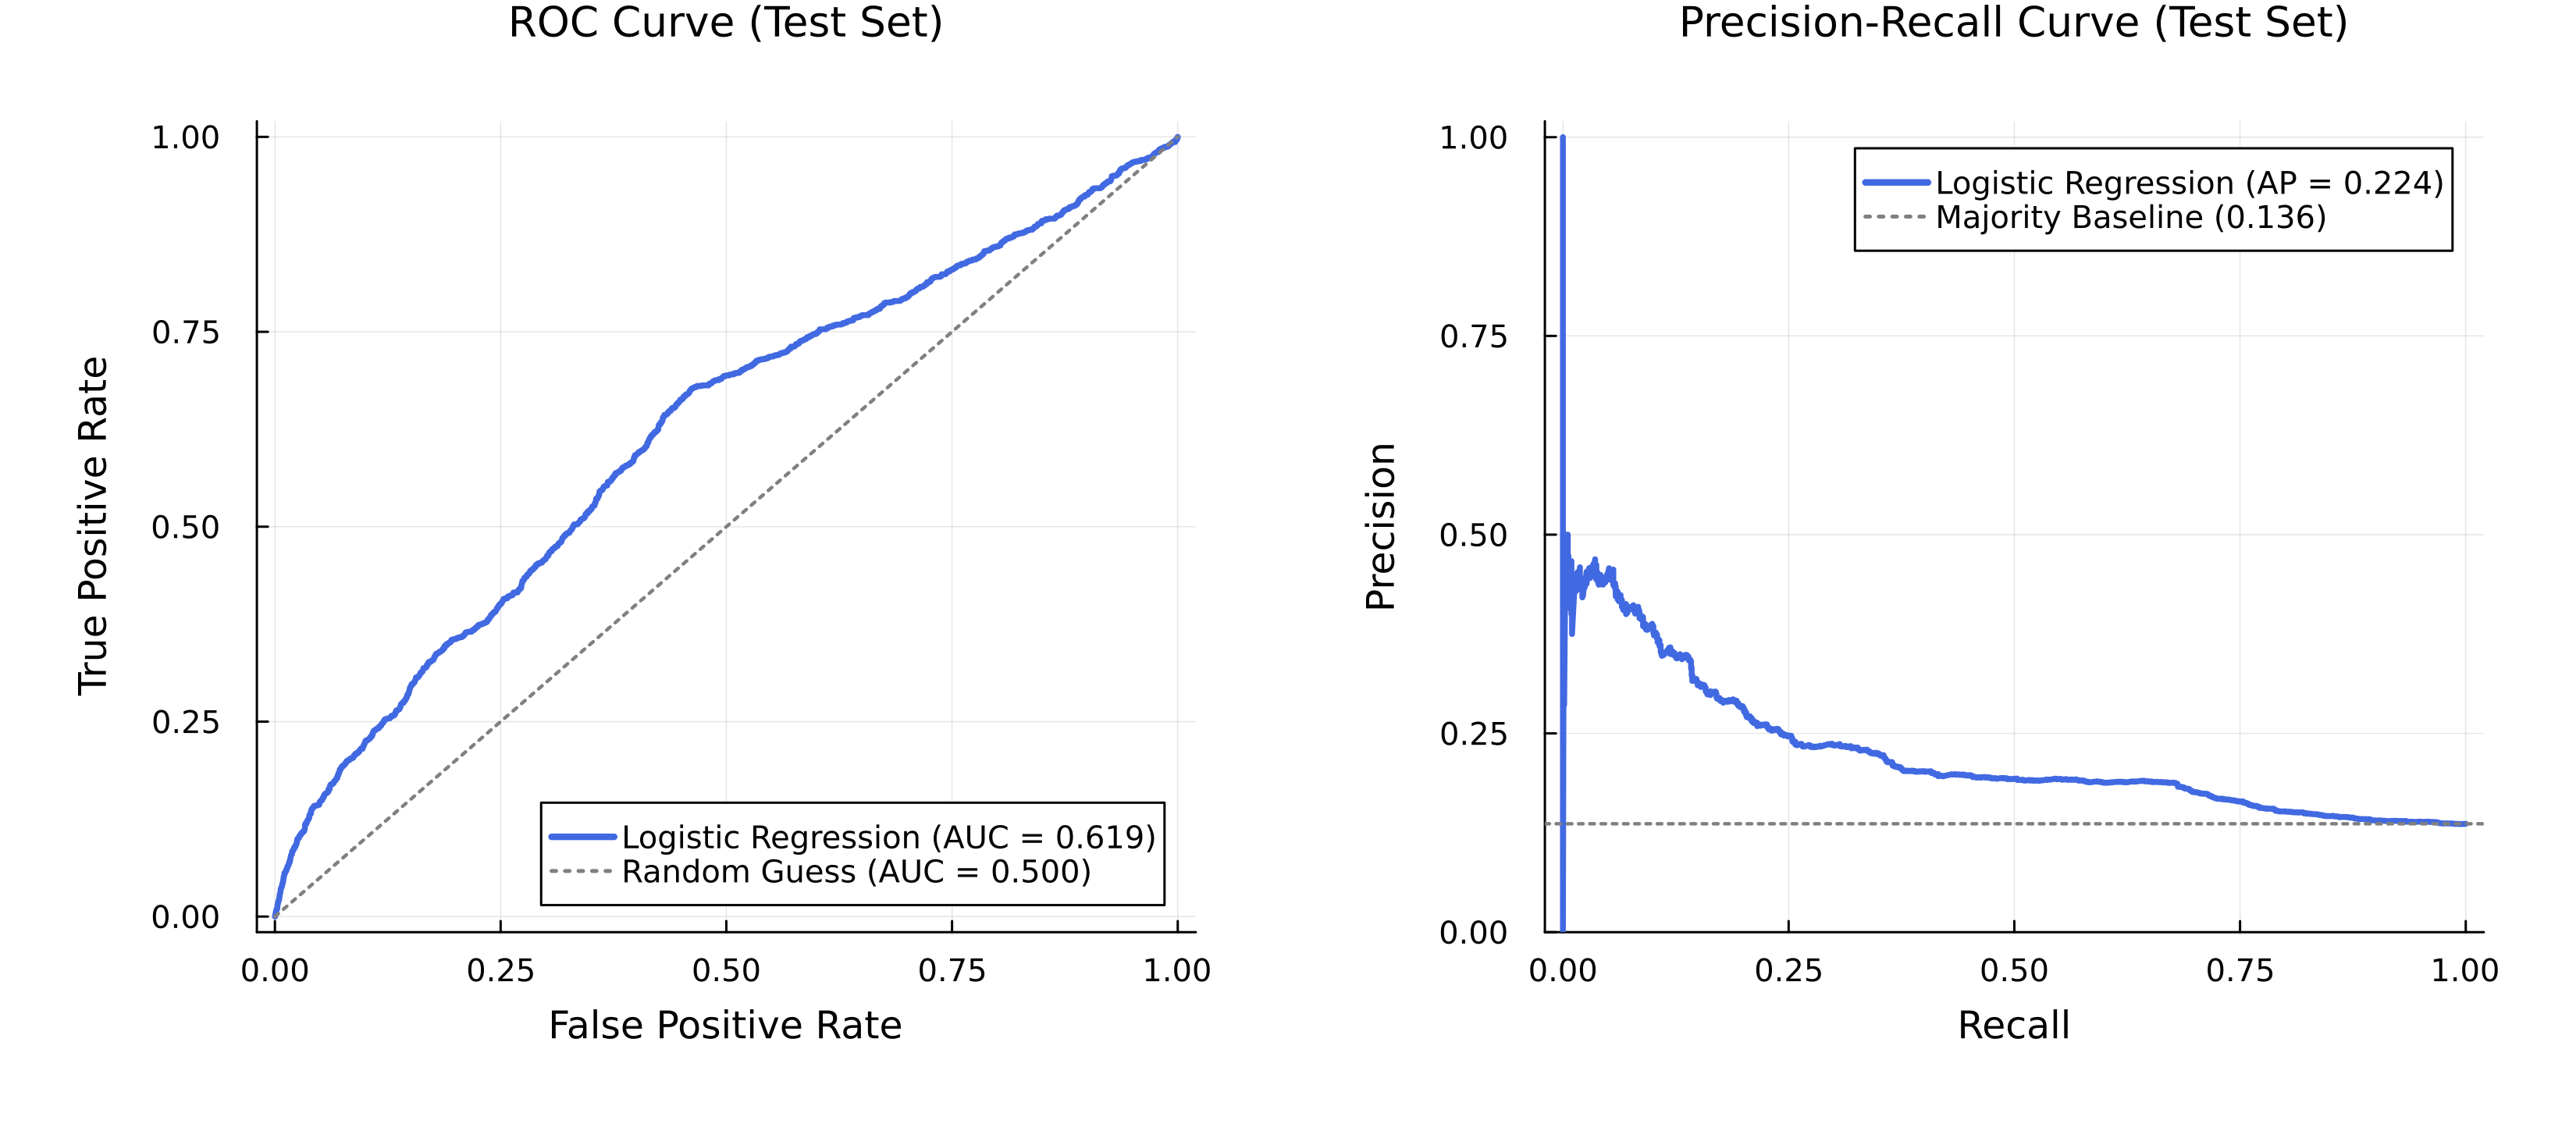 ROC Curve (Test Set)
1.00
0.75
0.50
0.25
0.00
True Positive Rate
Logistic Regression (AUC = 0.619)
Random Guess (AUC = 0.500)
0.00 0.25 0.50 0.75 1.00
False Positive Rate
Precision-Recall Curve (Test Set)
1.00
0.75
0.50
0.25
0.00
Precision
Logistic Regression (AP = 0.224)
Majority Baseline (0.136)
0.00 0.25 0.50 0.75 1.00
Recall